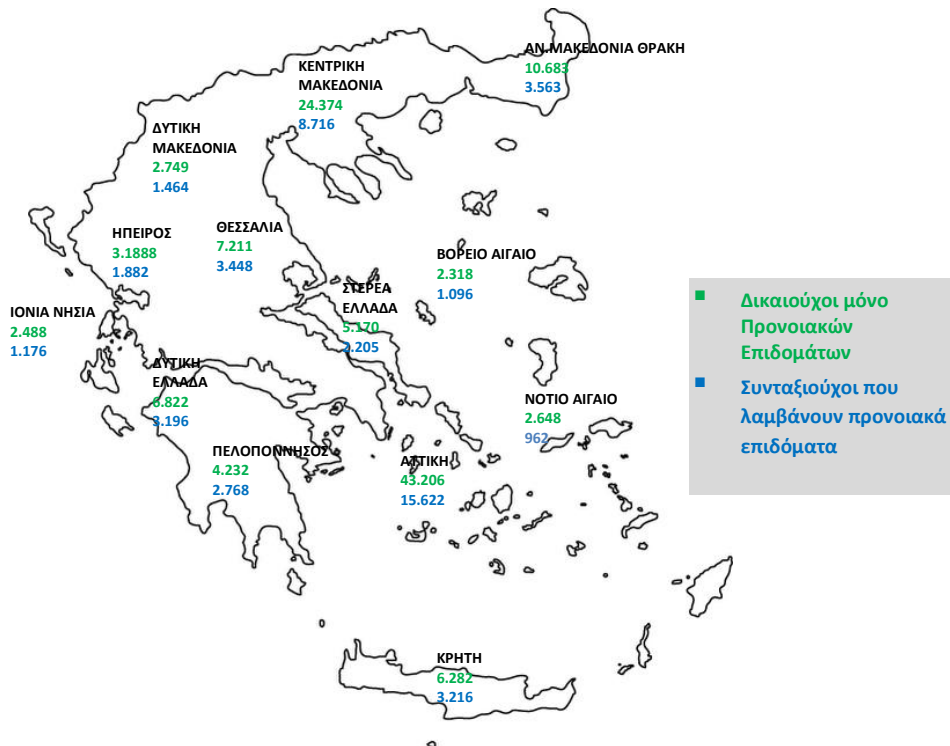 ΑΝ.ΜΑΚΕΔΟΝΙΑ ΘΡΑΚΗ
10.683
3.563
ΚΕΝΤΡΙΚΗ
ΜΑΚΕΔΟΝΙΑ
24.374
8.716
ΔΥΤΙΚΗ
ΜΑΚΕΔΟΝΙΑ
2.749
1.464
ΗΠΕΙΡΟΣ
3.1888
1.882
ΘΕΣΣΑΛΙΑ
7.211
3.448
ΒΟΡΕΙΟ ΑΙΓΑΙΟ
2.318
1.096
ΣΤΕΡΕΑ
ΕΛΛΑΔΑ
5.170
2.205
ΙΟΝΙΑ ΝΗΣΙΑ
2.488
1.176
ΔΥΤΙΚΗ
ΕΛΛΑΔΑ
6.822
3.196
ΝΟΤΙΟ ΑΙΓΑΙΟ
2.648
962
ΠΕΛΟΠΟΝΝΗΣΟΣ
4.232
2.768
ΑΤΤΙΚΗ
43.206
15.622
ΚΡΗΤΗ
6.282
3.216
▪ Δικαιούχοι μόνο
Προνοιακών
Επιδομάτων
▪ Συνταξιούχοι που
λαμβάνουν προνοιακά
επιδόματα